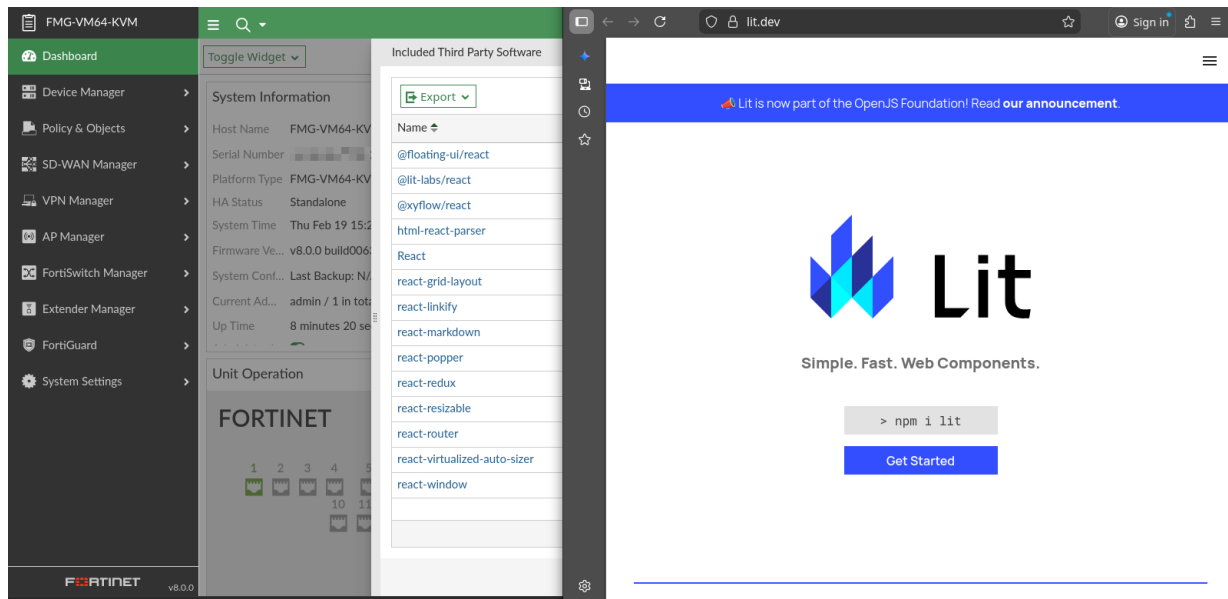 FMG-VM64-KVM
Dashboard
Device Manager
Policy & Objects
SD-WAN Manager
VPN Manager
AP Manager
FortiSwitch Manager
Extender Manager
FortiGuard
System Settings
FORTINET
v8.0.0
Toggle Widget
System Information
Host Name FMG-VM64-KV
Serial Number
Platform Type FMG-VM64-KV
HA Status Standalone
System Time Thu Feb 19 15:2
Firmware Ve... v8.0.0 build006
System Conf... Last Backup: N/
Current Ad... admin / 1 in tota
Up Time 8 minutes 20 se
Unit Operation
FORTINET
1 2 3 4 5
10 11
Included Third Party Software
Export
Name
@floating-ui/react
@lit-labs/react
@xyflow/react
html-react-parser
React
react-grid-layout
react-linkify
react-markdown
react-popper
react-redux
react-resizable
react-router
react-virtualized-auto-sizer
react-window
lit.dev
Sign in
Lit is now part of the OpenJS Foundation! Read our announcement.
Lit
Simple. Fast. Web Components.
> npm i lit
Get Started